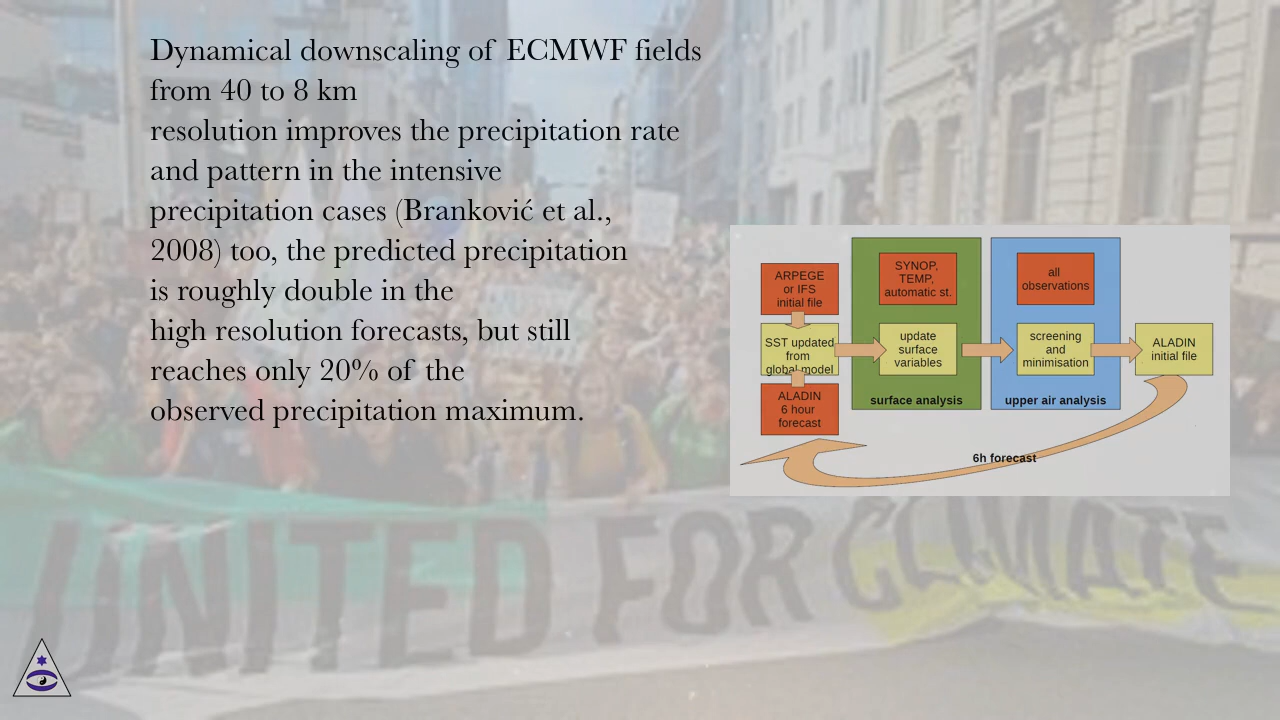 Dynamical downscaling of ECMWF fields
from 40 to 8 km
resolution improves the precipitation rate
and pattern in the intensive
precipitation cases (Branković et al.,
2008) too, the predicted precipitation
is roughly double in the
high resolution forecasts, but still
reaches only 20% of the
observed precipitation maximum.
ARPEGE
or IFS
initial file
SST updated
from
global model
ALADIN
6 hour
forecast
SYNOP,
TEMP,
automatic st.
update
surface
variables
surface analysis
all
observations
screening
and
minimisation
upper air analysis
ALADIN
initial file
6h forecast
UNITED FOR CLIMATE